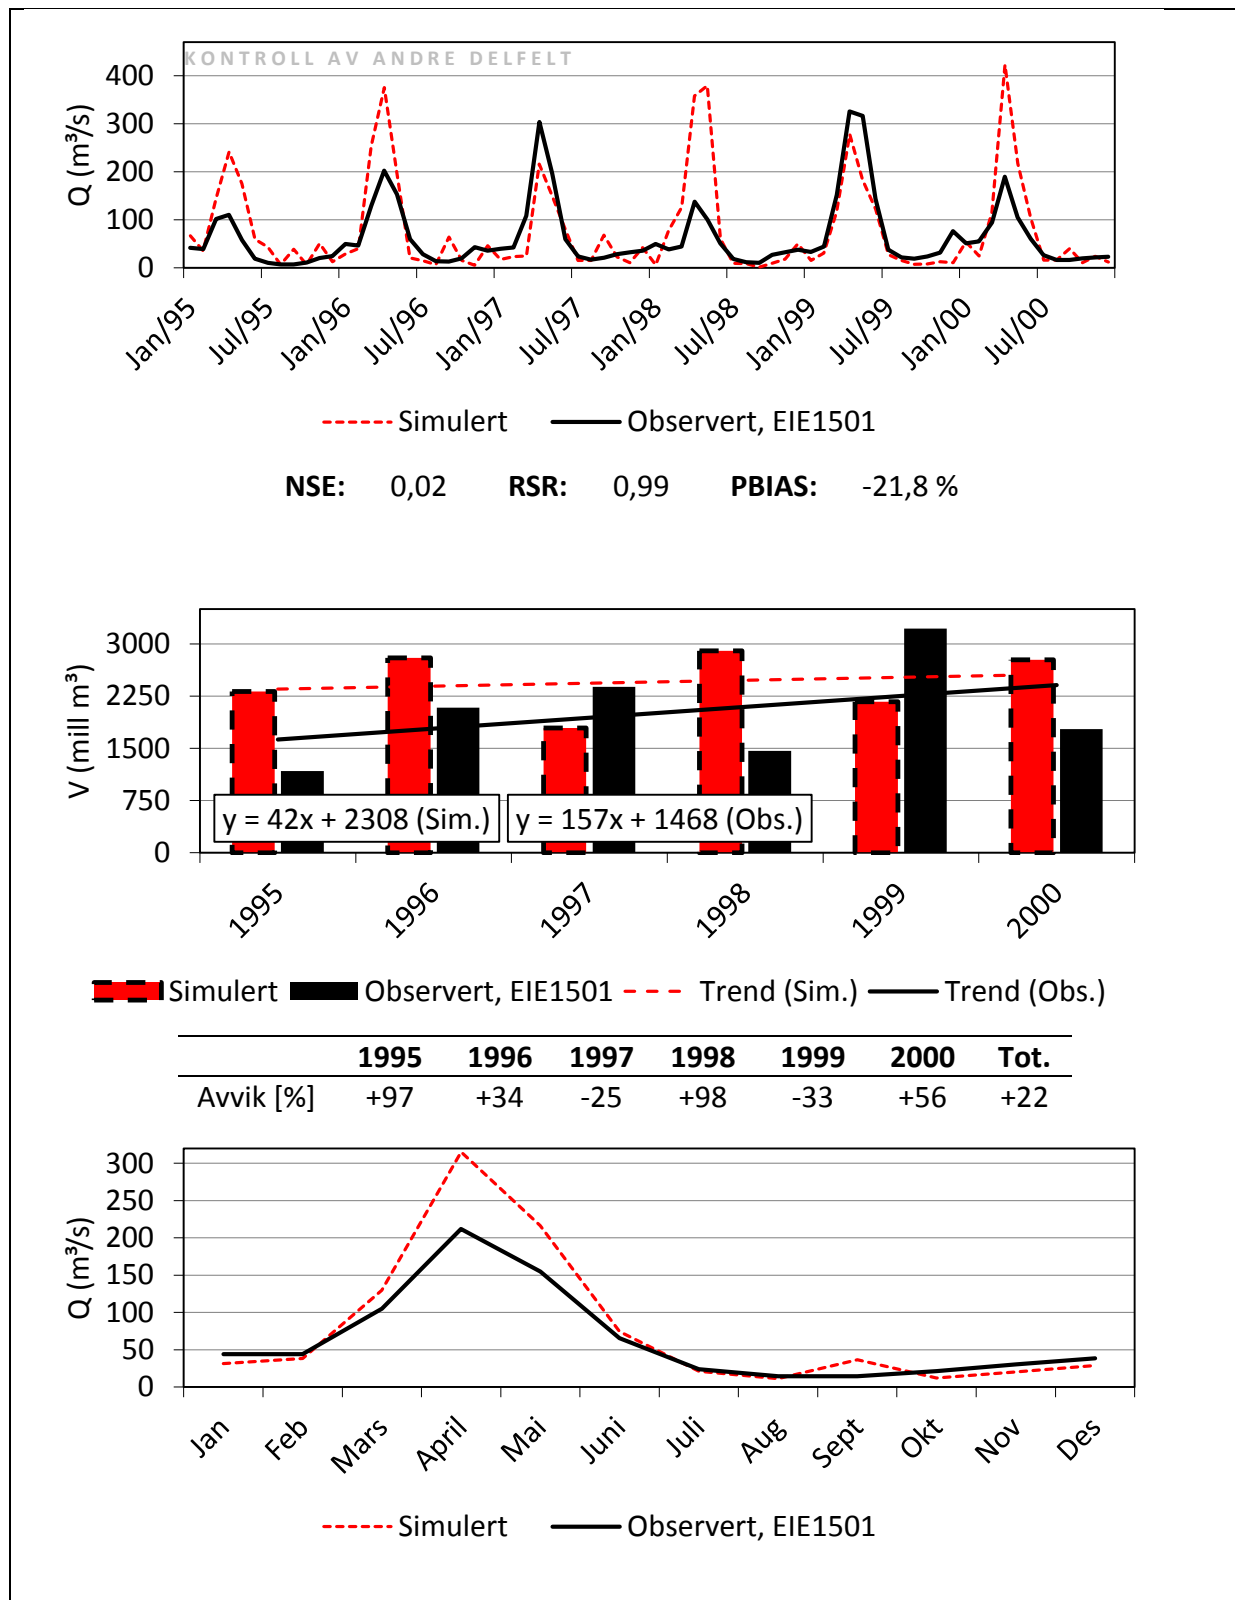 KONTROLL AV ANDRE DELFELT
Q (m³/s)
400
300
200
100
0
Jan/95 Jul/95 Jan/96 Jul/96 Jan/97 Jul/97 Jan/98 Jul/98 Jan/99 Jul/99 Jan/00 Jul/00
Simulert Observert, EIE1501
NSE: 0,02 RSR: 0,99 PBIAS: -21,8 %
V (mill m³)
3000
2250
1500
750
0
y = 42x + 2308 (Sim.) y = 157x + 1468 (Obs.)
1995 1996 1997 1998 1999 2000
Simulert Observert, EIE1501 Trend (Sim.) Trend (Obs.)
1995 1996 1997 1998 1999 2000 Tot.
Avvik [%] +97 +34 -25 +98 -33 +56 +22
Q (m³/s)
300
250
200
150
100
50
0
Jan Feb Mars April Mai Juni Juli Aug Sept Okt Nov Des
Simulert Observert, EIE1501